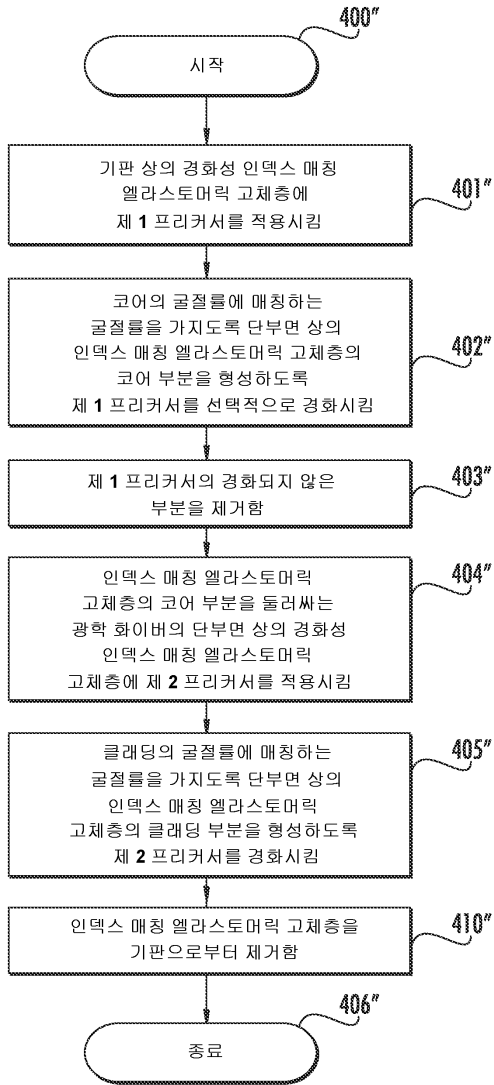 400"
시작
기판 상의 경화성 인덱스 매칭
엘라스토머릭 고체층에
제 1 프리커서를 적용시킴
401"
코어의 굴절률에 매칭하는
굴절률을 가지도록 단부면 상의
인덱스 매칭 엘라스토머릭 고체층의
코어 부분을 형성하도록
제 1 프리커서를 선택적으로 경화시킴
402"
제 1 프리커서의 경화되지 않은
부분을 제거함
403"
인덱스 매칭 엘라스토머릭
고체층의 코어 부분을 둘러싸는
광학 화이버의 단부면 상의 경화성
인덱스 매칭 엘라스토머릭
고체층에 제 2 프리커서를 적용시킴
404"
클래딩의 굴절률에 매칭하는
굴절률을 가지도록 단부면 상의
인덱스 매칭 엘라스토머릭
고체층의 클래딩 부분을 형성하도록
제 2 프리커서를 경화시킴
405"
인덱스 매칭 엘라스토머릭 고체층을
기판으로부터 제거함
410"
종료
406"